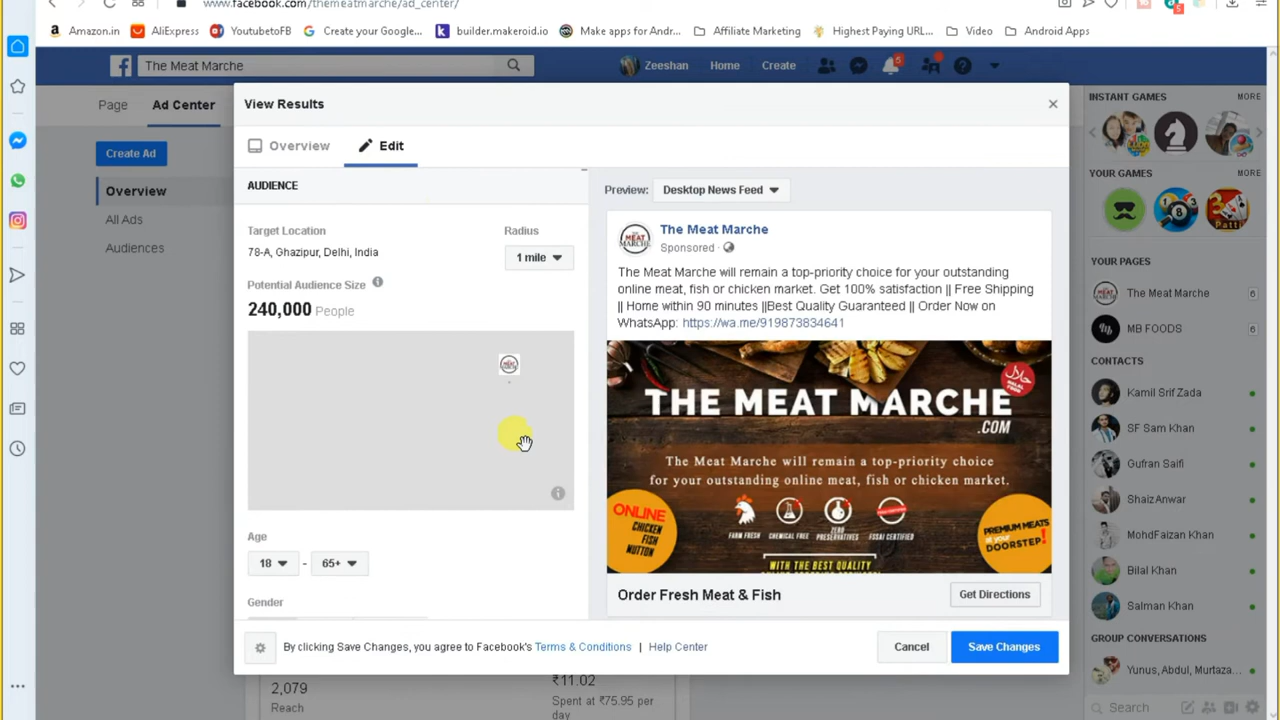 www.facebook.com/themeatmarche/ad_center/
5
Amazon.in AliExpress YoutubetoFB Create your Google... builder.makeroid.io Make apps for Andr... Affiliate Marketing Highest Paying URL... Video Android Apps
The Meat Marche
Zeeshan Home Create 5
Page Ad Center
Create Ad
Overview
All Ads
Audiences
View Results
Overview Edit
AUDIENCE
Target Location Radius
78-A, Ghazipur, Delhi, India 1 mile
Potential Audience Size
240,000 People
Age
18 - 65+
Gender
Preview: Desktop News Feed
The Meat Marche
Sponsored ·
The Meat Marche will remain a top-priority choice for your outstanding
online meat, fish or chicken market. Get 100% satisfaction || Free Shipping
|| Home within 90 minutes ||Best Quality Guaranteed || Order Now on
WhatsApp: https://wa.me/919873834641
THE MEAT MARCHE
.COM
The Meat Marche will remain a top-priority choice
for your outstanding online meat, fish or chicken market.
ONLINE
CHICKEN
FISH
MUTTON
FARM FRESH CHEMICAL FREE ZERO PRESERVATIVES FSSAI CERTIFIED
PREMIUM MEATS
at your
DOORSTEP!
WITH THE BEST QUALITY
Order Fresh Meat & Fish Get Directions
By clicking Save Changes, you agree to Facebook's Terms & Conditions | Help Center
Cancel Save Changes
2,079
Reach
₹11.02
Spent at ₹75.95 per
day
INSTANT GAMES MORE
YOUR GAMES MORE
YOUR PAGES
The Meat Marche 6
MB FOODS 6
CONTACTS
Kamil Srif Zada
SF Sam Khan
Gufran Saifi
ShaizAnwar
MohdFaizan Khan
Bilal Khan
Salman Khan
GROUP CONVERSATIONS
Yunus, Abdul, Murtaza...
Search